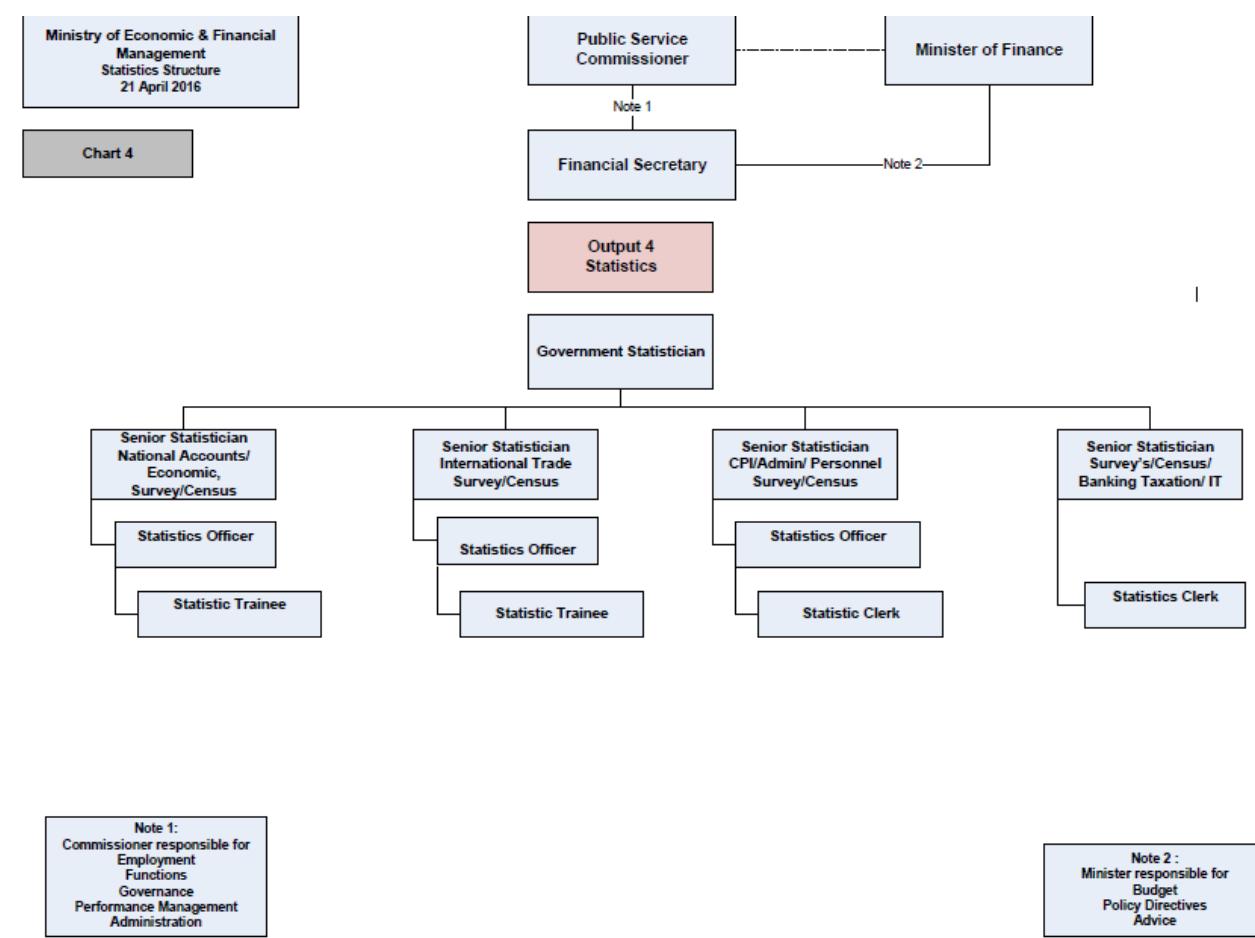 Ministry of Economic & Financial
Management
Statistics Structure
21 April 2016
Chart 4
Public Service
Commissioner
Minister of Finance
Note 1
Financial Secretary
Note 2
Output 4
Statistics
Government Statistician
Senior Statistician
National Accounts/
Economic,
Survey/Census
Statistics Officer
Statistic Trainee
Senior Statistician
International Trade
Survey/Census
Statistics Officer
Statistic Trainee
Senior Statistician
CPI/Admin/ Personnel
Survey/Census
Statistics Officer
Statistic Clerk
Senior Statistician
Survey's/Census/
Banking Taxation/ IT
Statistics Clerk
Note 1:
Commissioner responsible for
Employment
Functions
Governance
Performance Management
Administration
Note 2 :
Minister responsible for
Budget
Policy Directives
Advice